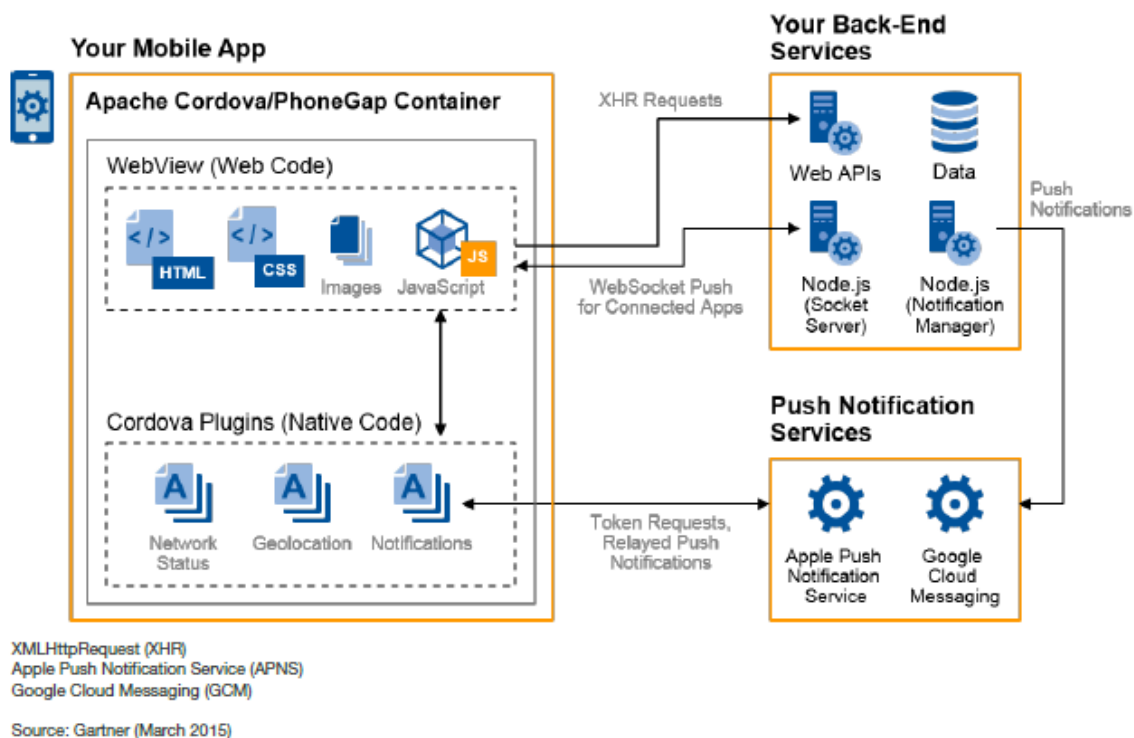 Your Mobile App
Apache Cordova/PhoneGap Container
WebView (Web Code)
</>
HTML
</>
CSS
Images
JS
JavaScript
Cordova Plugins (Native Code)
A
Network
Status
A
Geolocation
A
Notifications
XHR Requests
WebSocket Push
for Connected Apps
Token Requests,
Relayed Push
Notifications
Your Back-End
Services
Web APIs
Data
Node.js
(Socket
Server)
Node.js
(Notification
Manager)
Push
Notifications
Push Notification
Services
Apple Push
Notification
Service
Google
Cloud
Messaging
XMLHttpRequest (XHR)
Apple Push Notification Service (APNS)
Google Cloud Messaging (GCM)
Source: Gartner (March 2015)